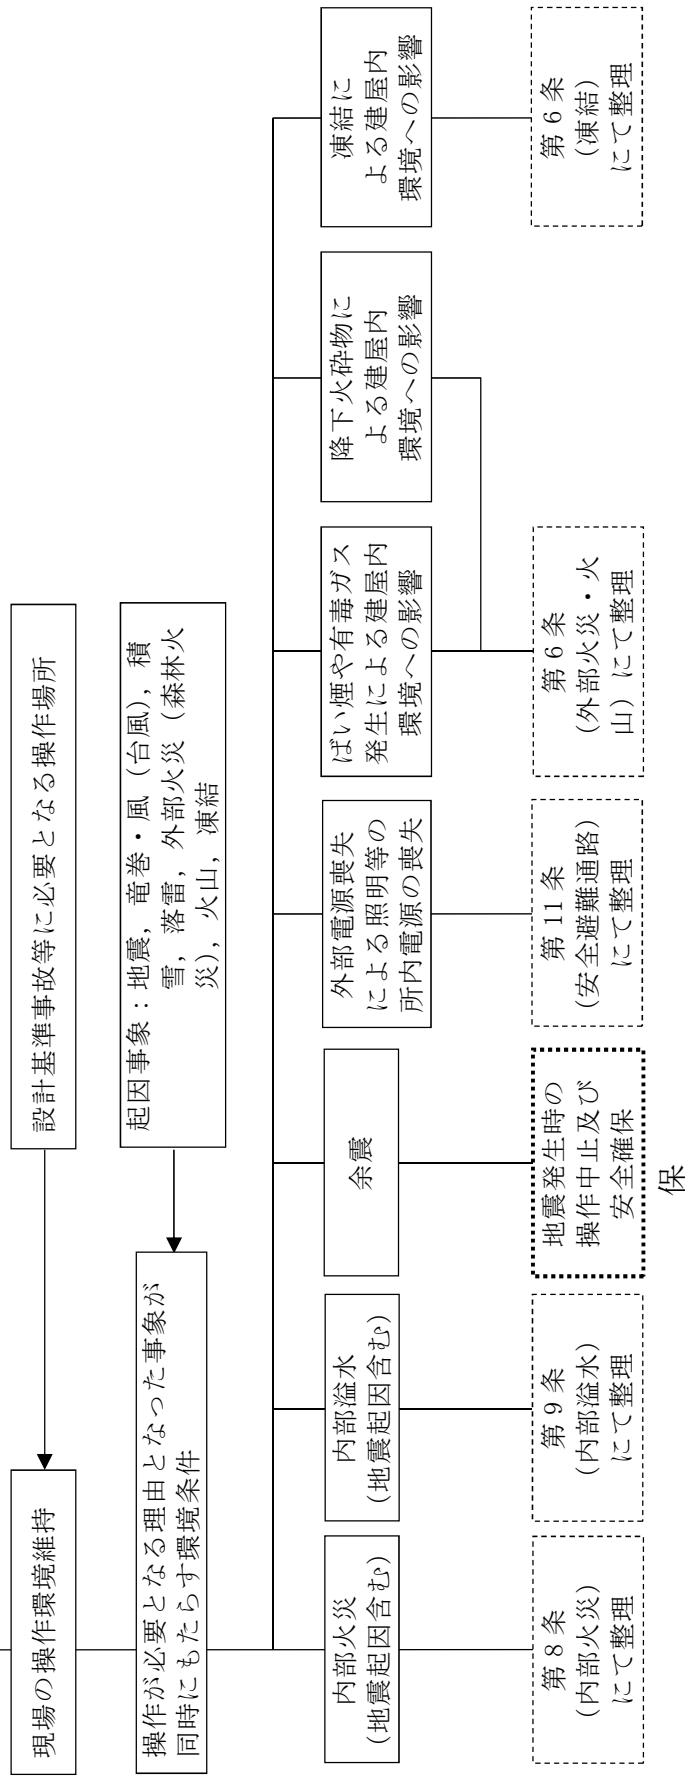 現場の操作環境維持
設計基準事故等に必要となる操作場所
操作が必要となる理由となった事象が
同時にもたらす環境条件
起因事象：地震，竜巻・風（台風），積
雪，落雷，外部火災（森林火
災），火山，凍結
内部火災
(地震起因含む)
内部溢水
(地震起因含む)
余震
外部電源喪失
による照明等の
所内電源の喪失
ばい煙や有毒ガス
発生による建屋内
環境への影響
降下火砕物に
よる建屋内
環境への影響
凍結に
よる建屋内
環境への影響
第8条
(内部火災)
にて整理
第9条
(内部溢水)
にて整理
地震発生時の
操作中止及び
安全確保
保
第11条
(安全避難通路)
にて整理
第6条
(外部火災・火
山）にて整理
第6条
(凍結)
にて整理